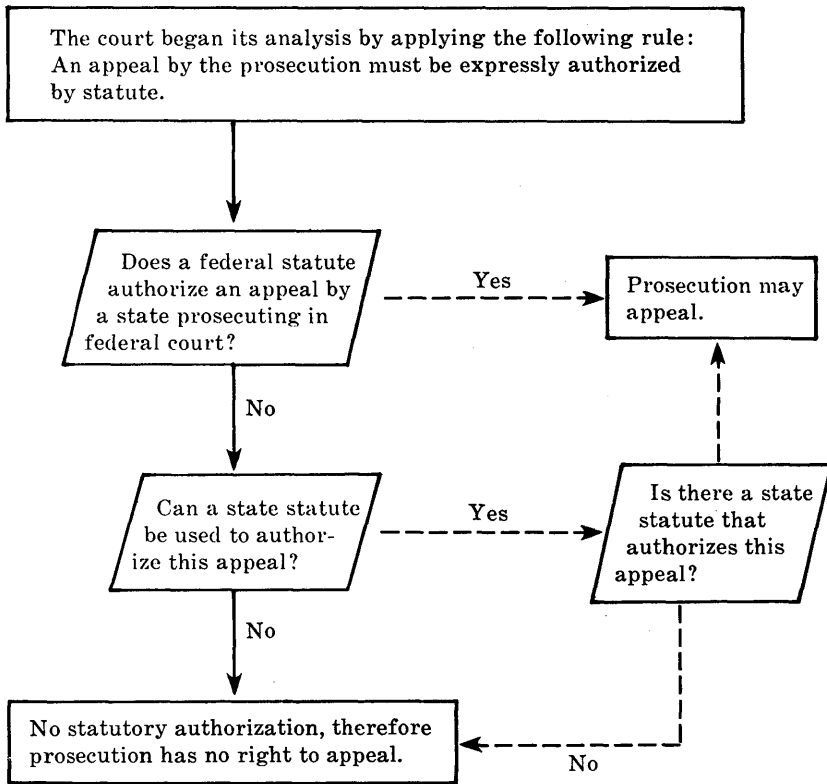 The court began its analysis by applying the following rule:
An appeal by the prosecution must be expressly authorized
by statute.
Does a federal statute
authorize an appeal by
a state prosecuting in
federal court?
Yes
Prosecution may
appeal.
No
Can a state statute
be used to author-
ize this appeal?
Yes
Is there a state
statute that
authorizes this
appeal?
No
No statutory authorization, therefore
prosecution has no right to appeal.
No